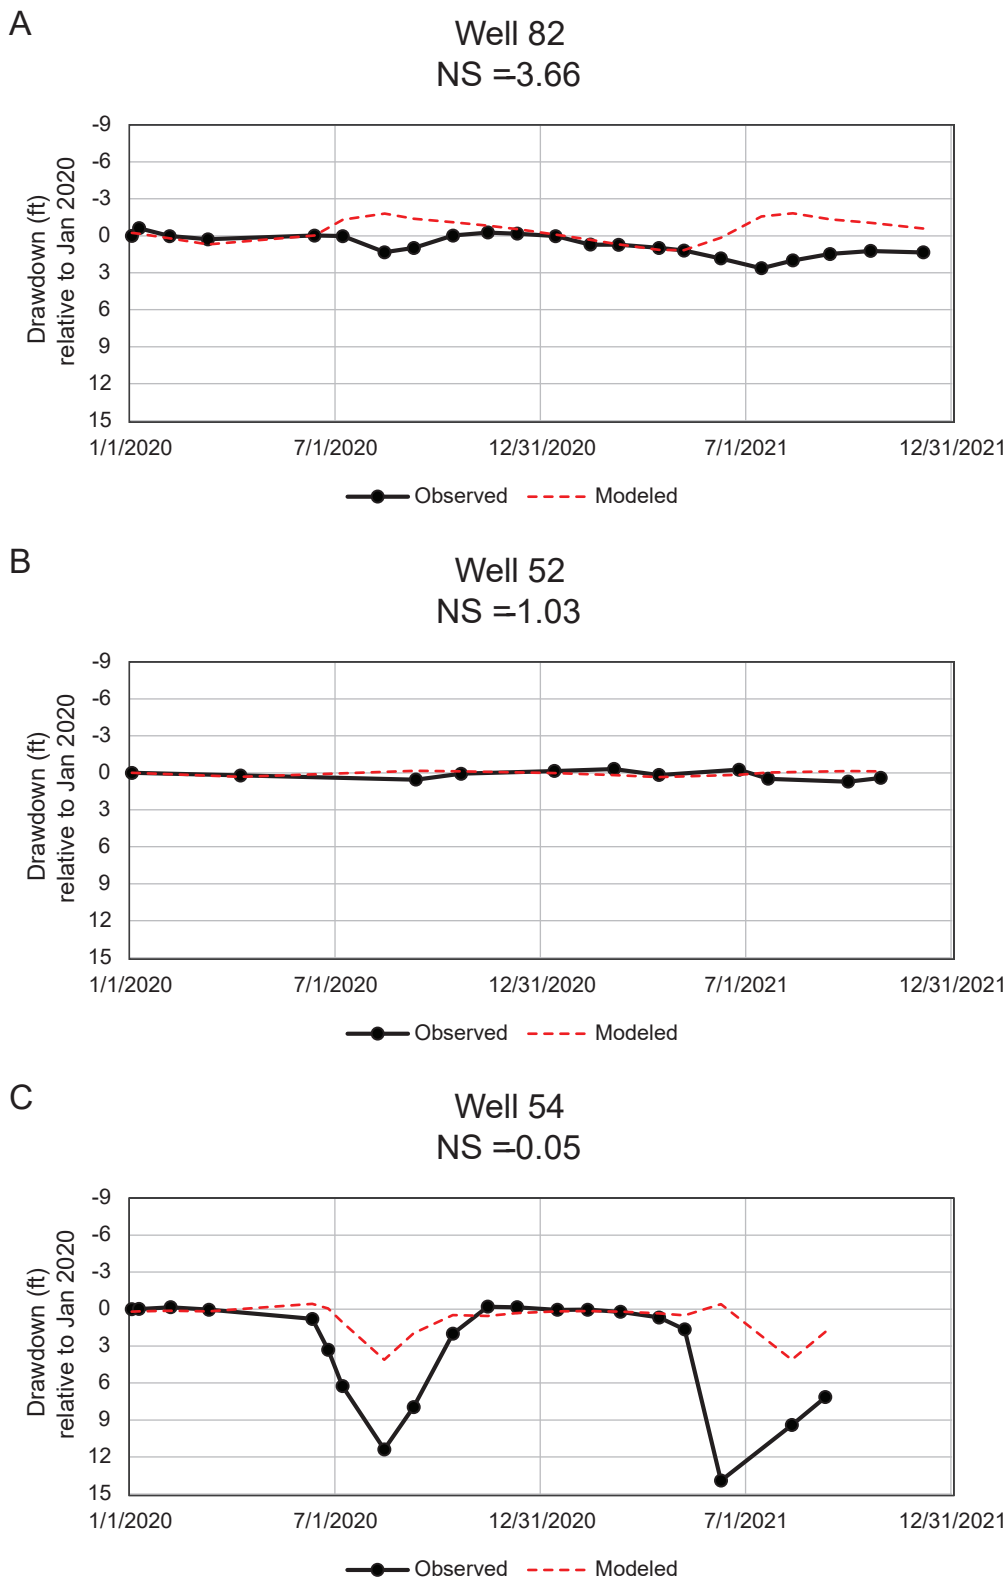 A
Well 82
NS =-3.66
Drawdown (ft)
relative to Jan 2020
-9
-6
-3
0
3
6
9
12
15
1/1/2020 7/1/2020 12/31/2020 7/1/2021 12/31/2021
Observed Modeled
B
Well 52
NS =-1.03
Drawdown (ft)
relative to Jan 2020
-9
-6
-3
0
3
6
9
12
15
1/1/2020 7/1/2020 12/31/2020 7/1/2021 12/31/2021
Observed Modeled
C
Well 54
NS =-0.05
Drawdown (ft)
relative to Jan 2020
-9
-6
-3
0
3
6
9
12
15
1/1/2020 7/1/2020 12/31/2020 7/1/2021 12/31/2021
Observed Modeled